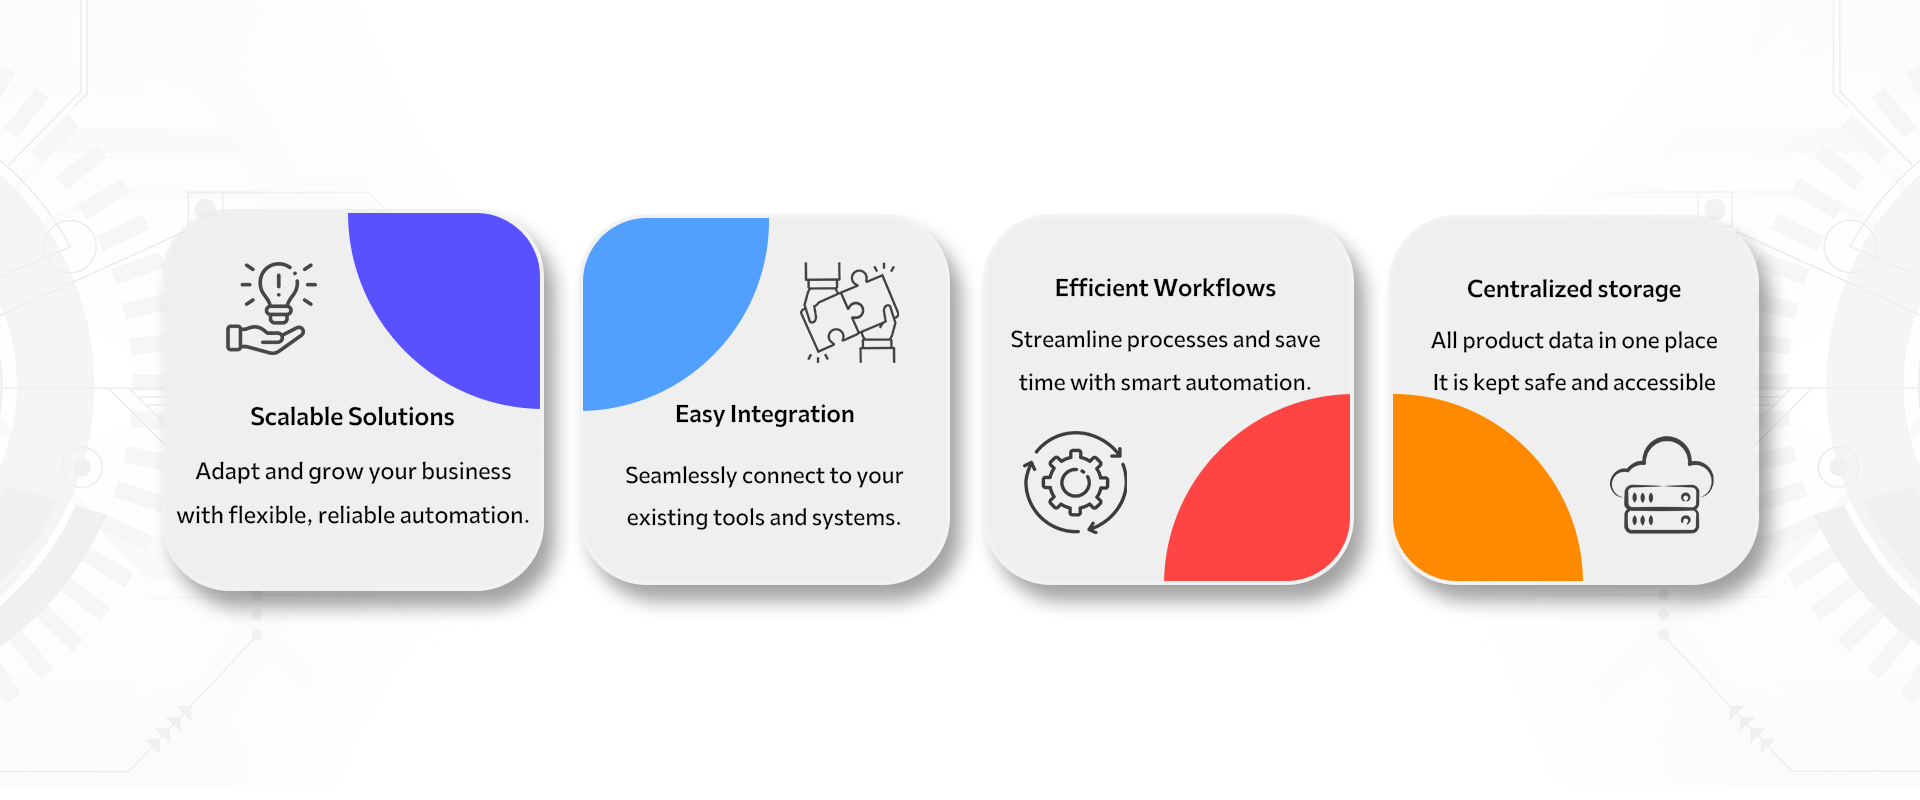 Scalable Solutions
Adapt and grow your business
with flexible, reliable automation.
Easy Integration
Seamlessly connect to your
existing tools and systems.
Efficient Workflows
Streamline processes and save
time with smart automation.
Centralized storage
All product data in one place
It is kept safe and accessible